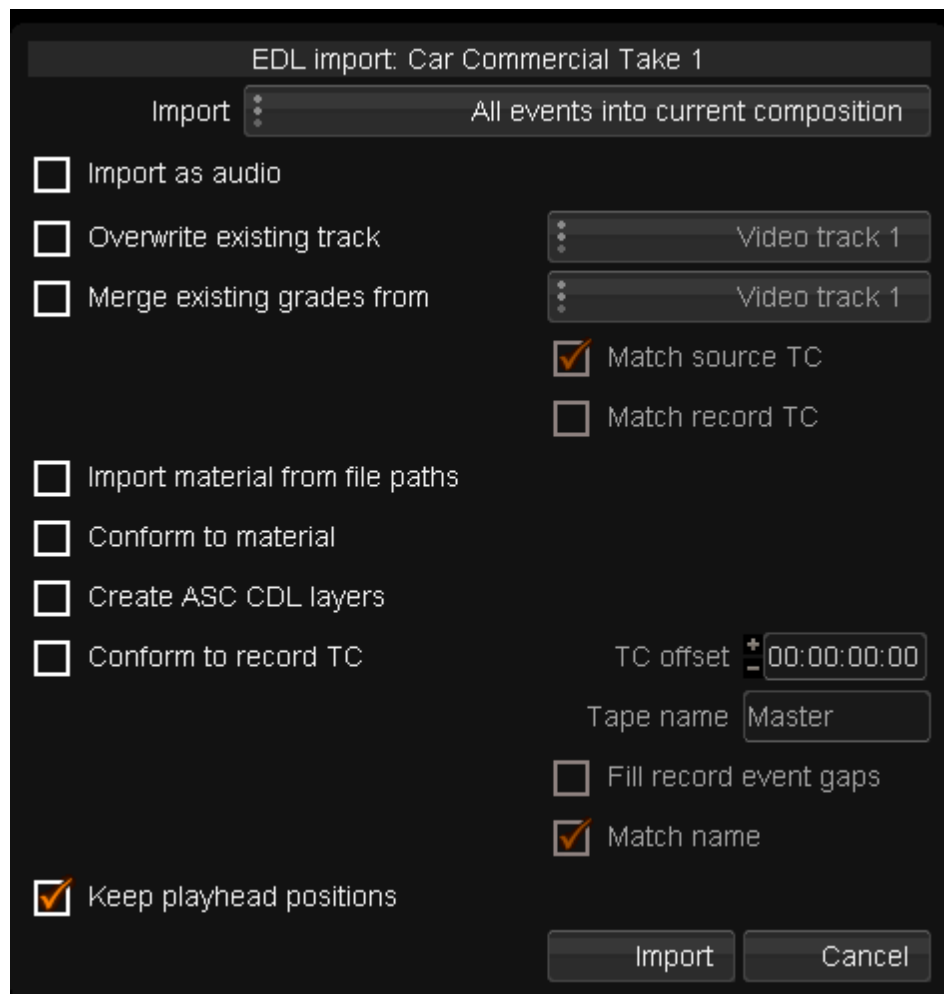 EDL import: Car Commercial Take 1
Import All events into current composition
Import as audio
Overwrite existing track Video track 1
Merge existing grades from Video track 1
Match source TC
Match record TC
Import material from file paths
Conform to material
Create ASC CDL layers
Conform to record TC TC offset + - 00:00:00:00
Tape name Master
Fill record event gaps
Match name
Keep playhead positions
Import Cancel